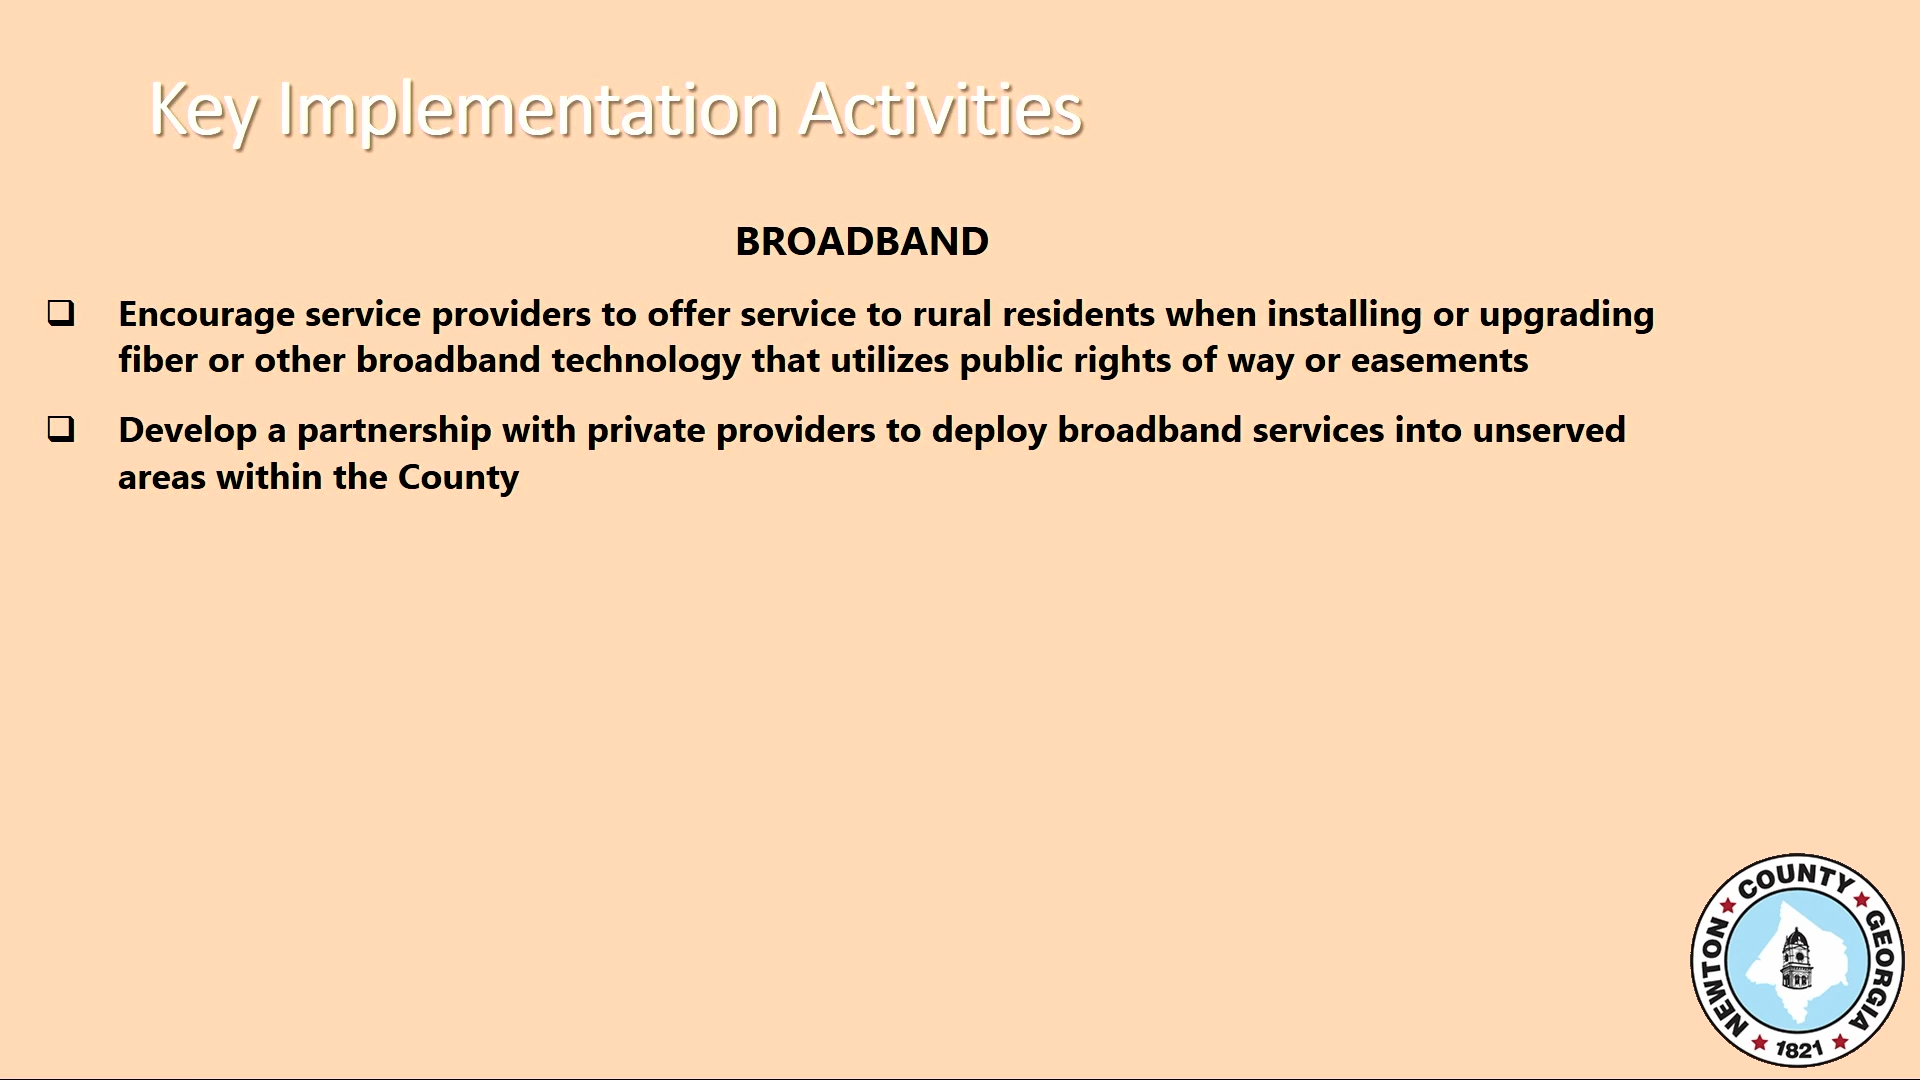 Key Implementation Activities
BROADBAND
❑ Encourage service providers to offer service to rural residents when installing or upgrading
fiber or other broadband technology that utilizes public rights of way or easements
❑ Develop a partnership with private providers to deploy broadband services into unserved
areas within the County
NEWTON ★ COUNTY ★ GEORGIA ★ 1821 ★